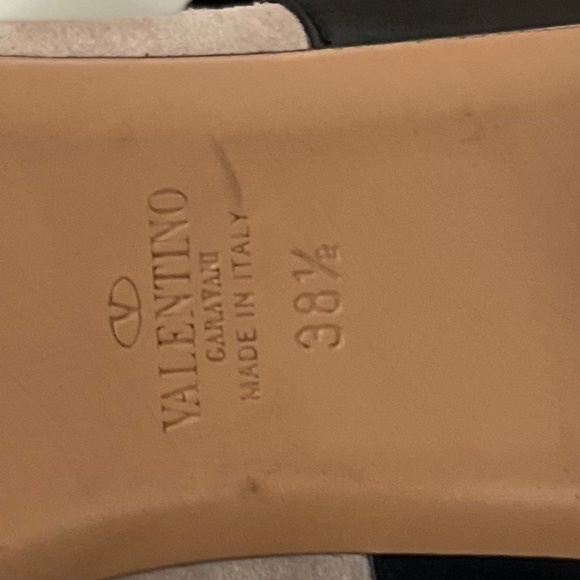 V
VALENTINO
GARAVANI
MADE IN ITALY
38½